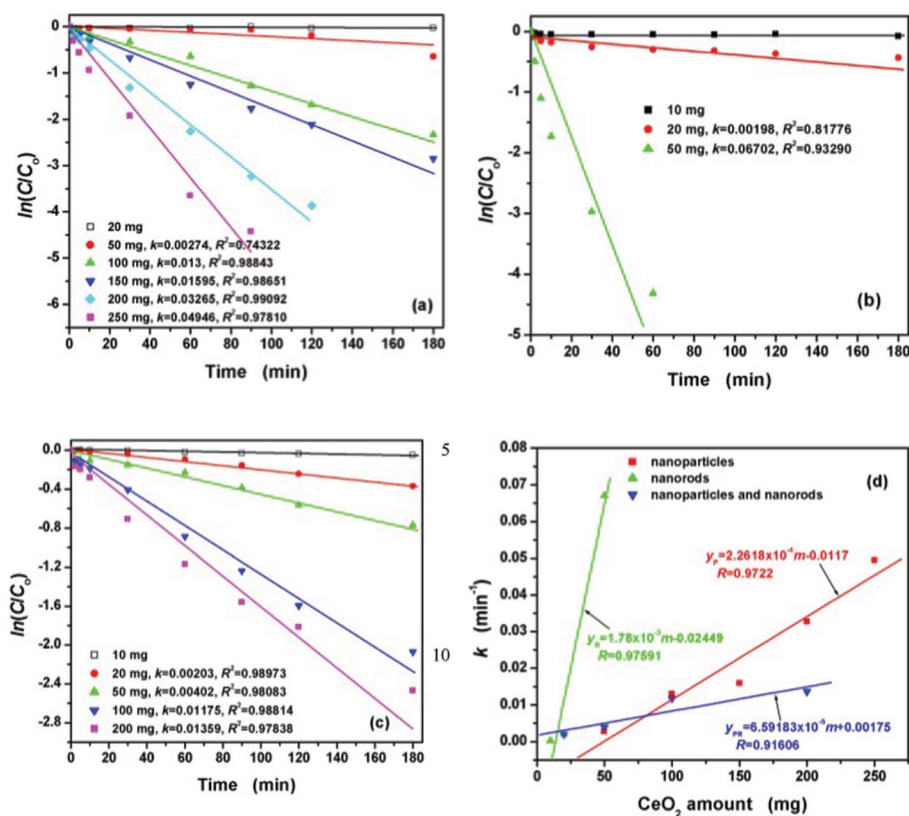 (a)
0
-1
-2
-3
-4
-5
-6
ln(C/C₀)
20 mg
50 mg, k=0.00274, R²=0.74322
100 mg, k=0.013, R²=0.98843
150 mg, k=0.01595, R²=0.98651
200 mg, k=0.03265, R²=0.99092
250 mg, k=0.04946, R²=0.97810
0 20 40 60 80 100 120 140 160 180
Time (min)
0
-1
-2
-3
-4
-5
ln(C/C₀)
10 mg
20 mg, k=0.00198, R²=0.81776
50 mg, k=0.06702, R²=0.93290
(b)
0 20 40 60 80 100 120 140 160 180
Time (min)
0.0
-0.4
-0.8
-1.2
-1.6
-2.0
-2.4
-2.8
ln(C/C₀)
10 mg
20 mg, k=0.00203, R²=0.98973
50 mg, k=0.00402, R²=0.98083
100 mg, k=0.01175, R²=0.98814
200 mg, k=0.01359, R²=0.97838
(c)
0 20 40 60 80 100 120 140 160 180
Time (min)
5
10
0.08
0.07
0.06
0.05
0.04
0.03
0.02
0.01
0.00
k (min⁻¹)
nanoparticles
nanorods
nanoparticles and nanorods
(d)
y_P=2.2618x10⁻⁴m-0.0117
R=0.9722
y_R=1.78x10⁻³m-0.02449
R=0.97591
y_PR=6.59183x10⁻⁵m+0.00175
R=0.91606
0 50 100 150 200 250
CeO₂ amount (mg)